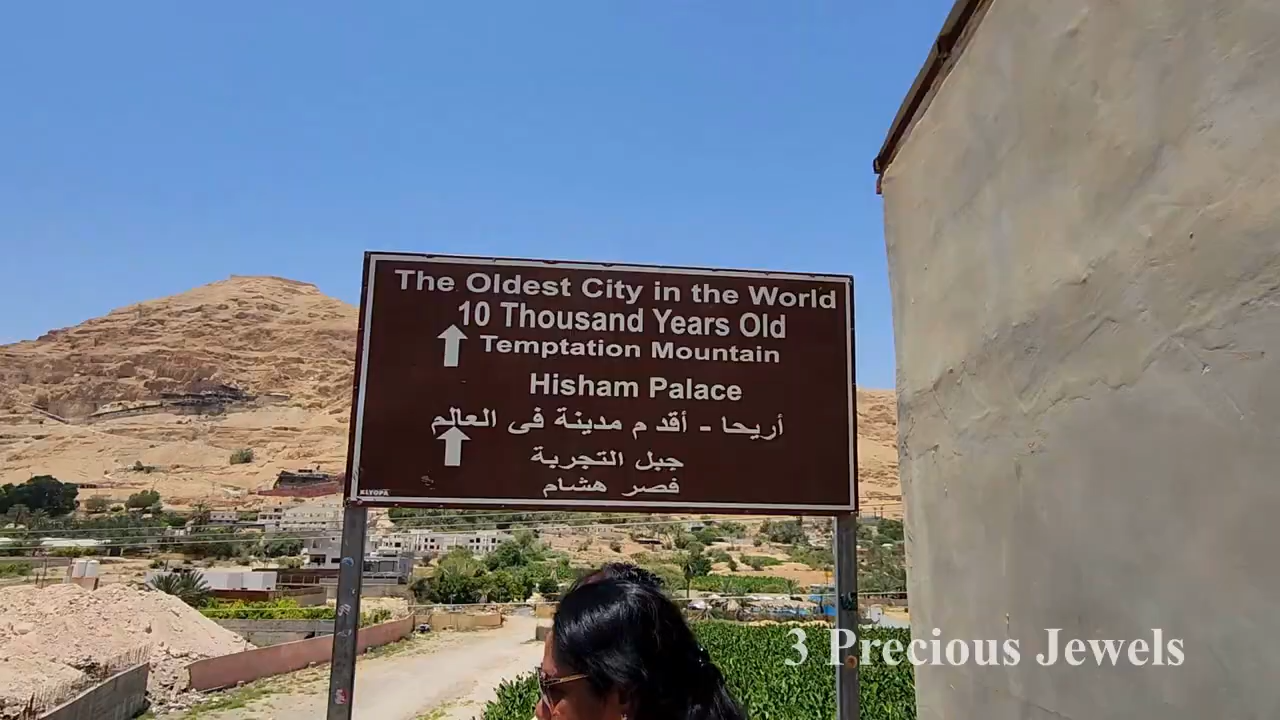 The Oldest City in the World
10 Thousand Years Old
Temptation Mountain
Hisham Palace
أريحا - أقدم مدينة فى العالم
جبل التجربة
قصر هشام
KLYOPA
3 Precious Jewels